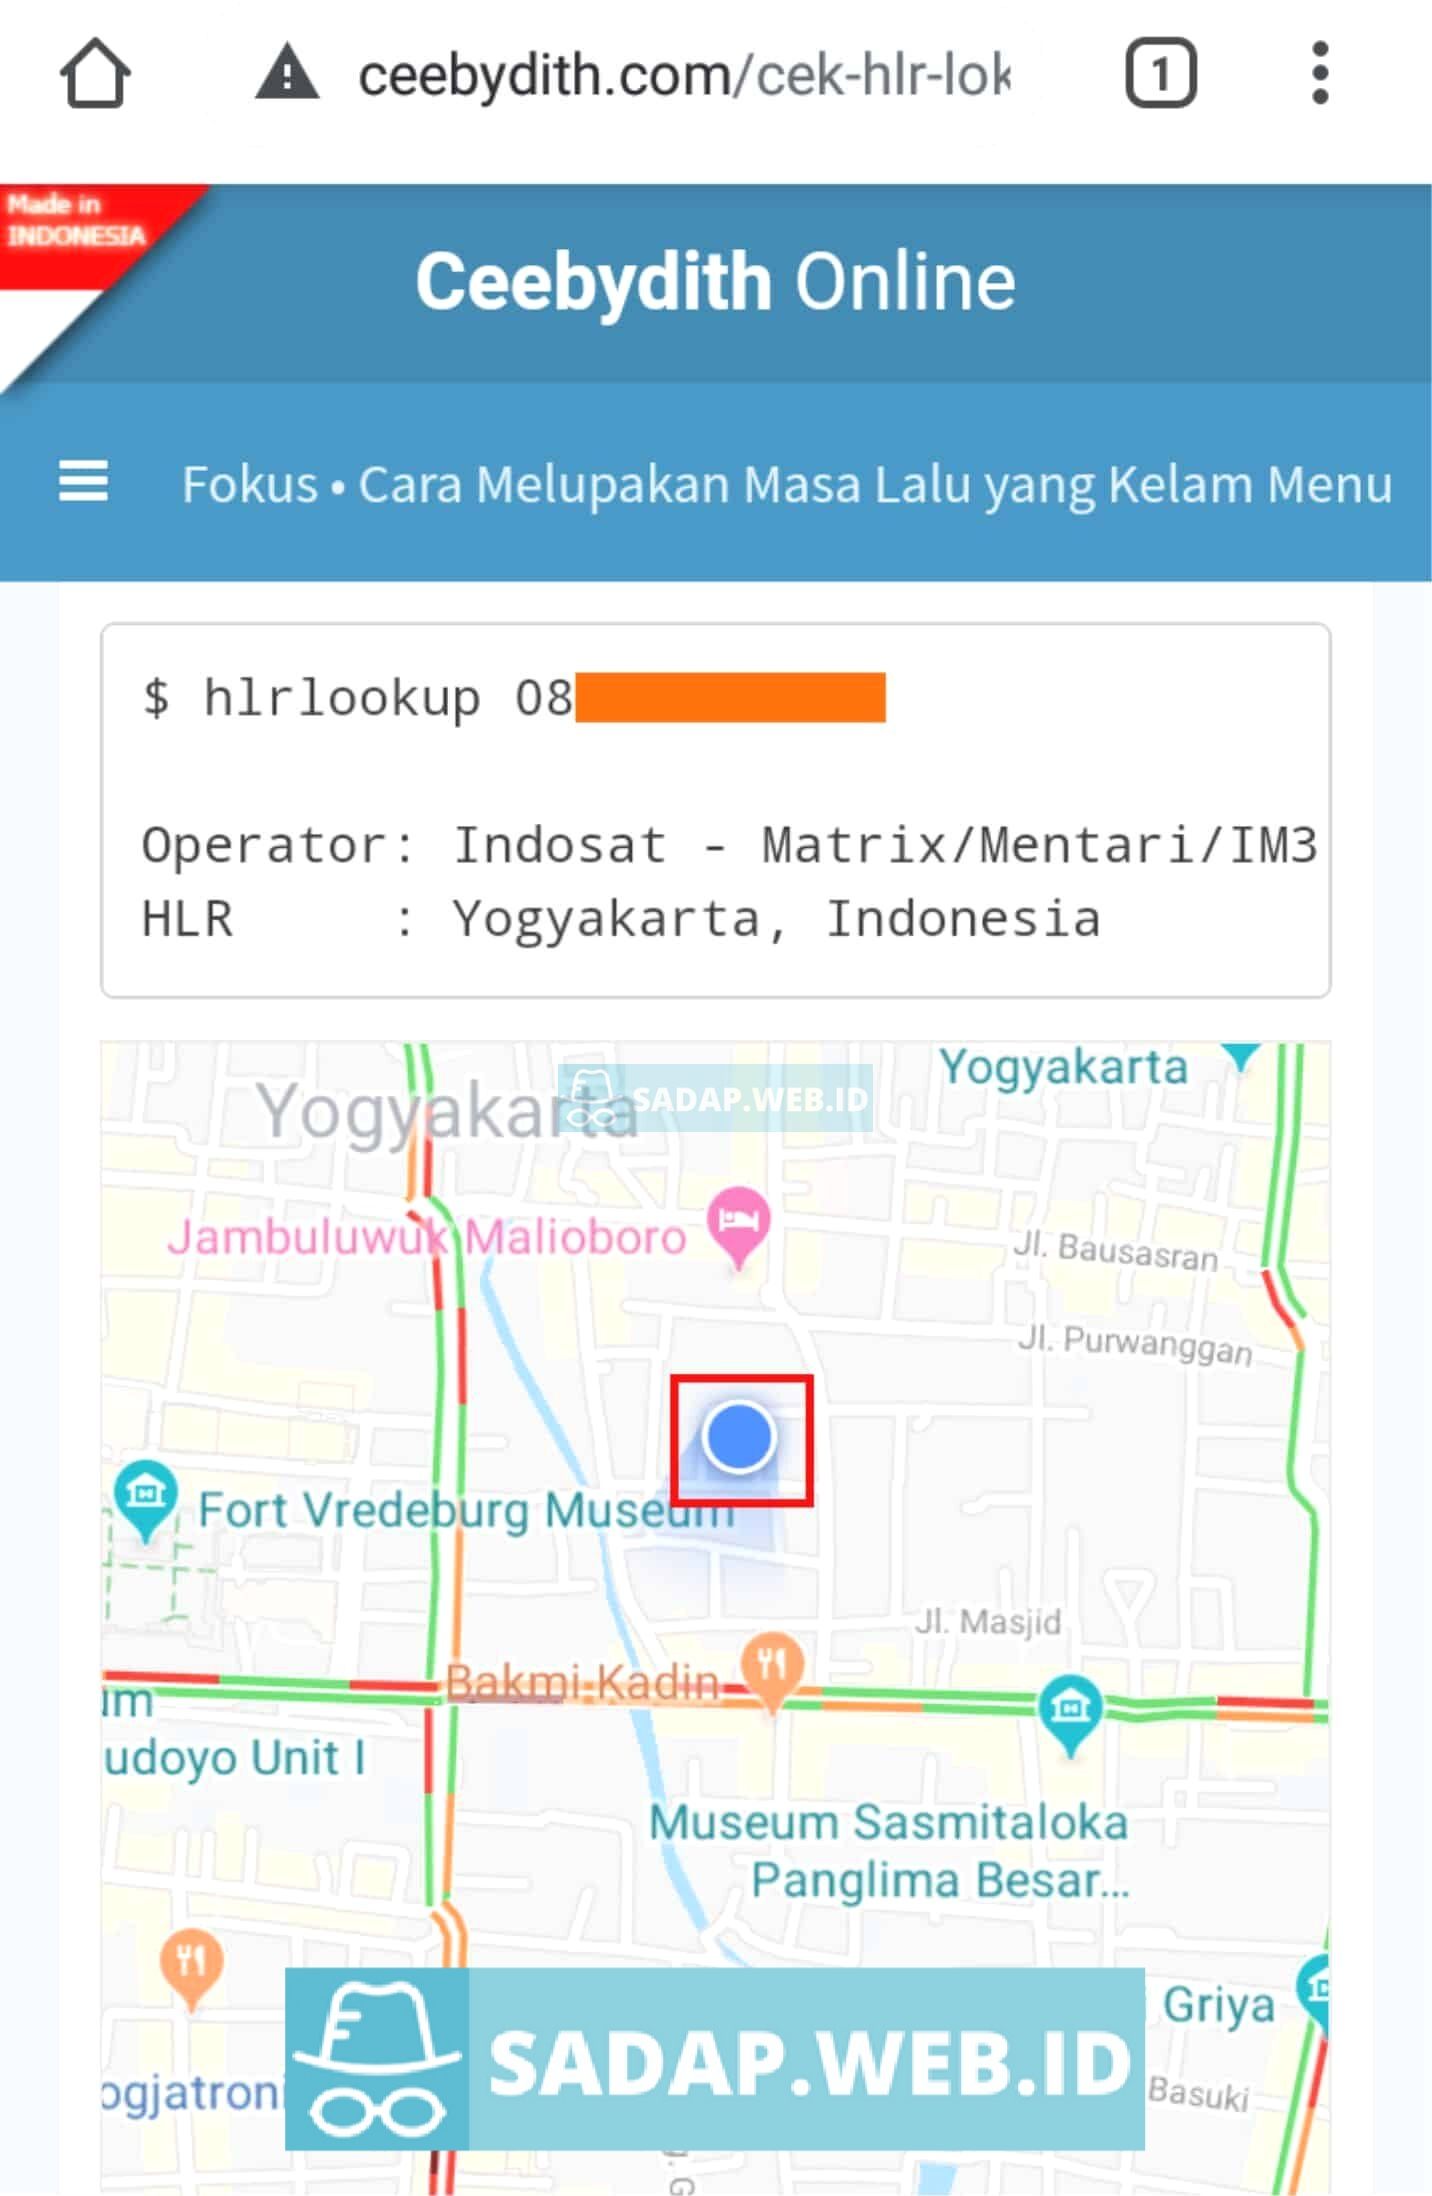 ceebydith.com/cek-hlr-lok
1
Made in
INDONESIA
Ceebydith Online
Fokus • Cara Melupakan Masa Lalu yang Kelam Menu
$ hlrlookup 08
Operator: Indosat - Matrix/Mentari/IM3
HLR : Yogyakarta, Indonesia
Yogyakarta
Yogyakarta
SADAP.WEB.ID
Jambuluwuk Malioboro
Jl. Bausasran
Jl. Purwanggan
Fort Vredeburg Museum
Jl. Masjid
Bakmi Kadin
um
udoyo Unit I
Museum Sasmitaloka
Panglima Besar...
Griya
SADAP.WEB.ID
ogjatroni
Basuki